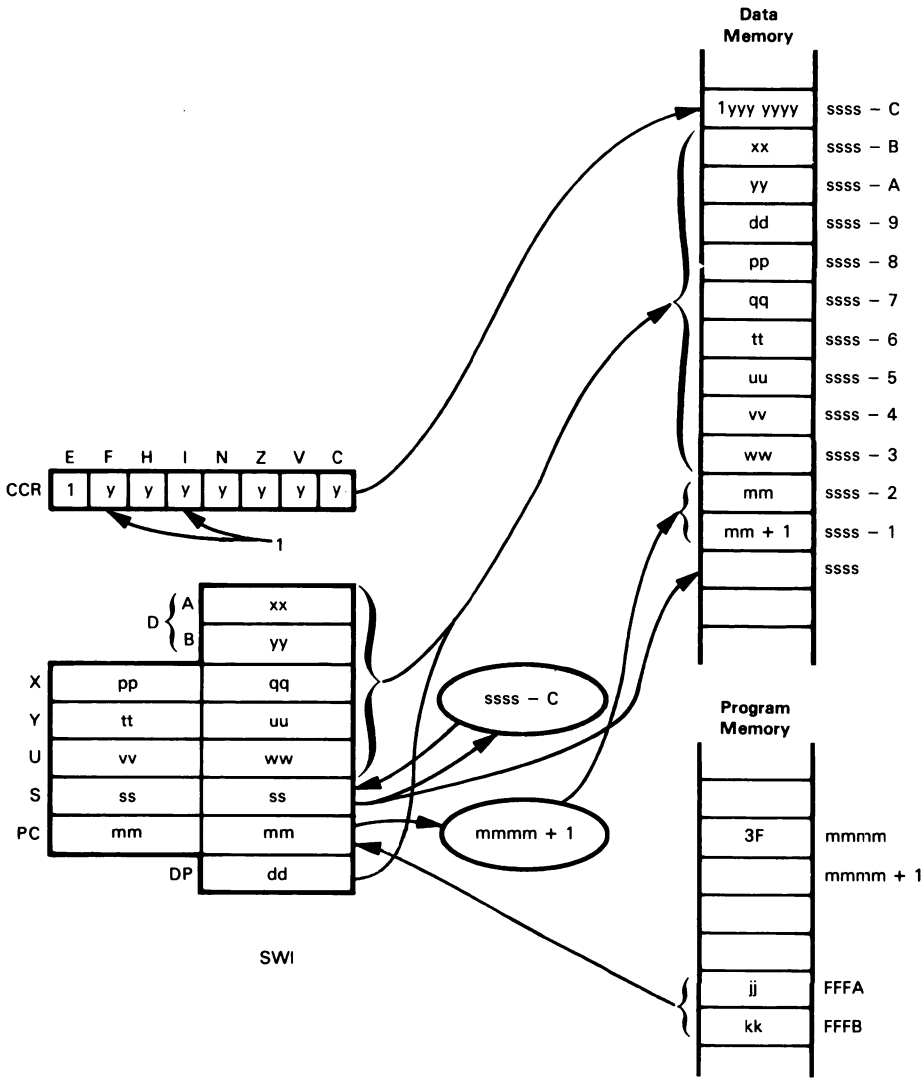 Data
Memory
1yyy yyyy ssss – C
xx ssss – B
yy ssss – A
dd ssss – 9
pp ssss – 8
qq ssss – 7
tt ssss – 6
uu ssss – 5
vv ssss – 4
ww ssss – 3
mm ssss – 2
mm + 1 ssss – 1
ssss
E F H I N Z V C
CCR 1 y y y y y y y
1
D A xx
B yy
X pp qq
Y tt uu
U vv ww
S ss ss
PC mm mm
DP dd
ssss – C
mmmm + 1
SWI
Program
Memory
3F mmmm
mmmm + 1
jj FFFA
kk FFFB